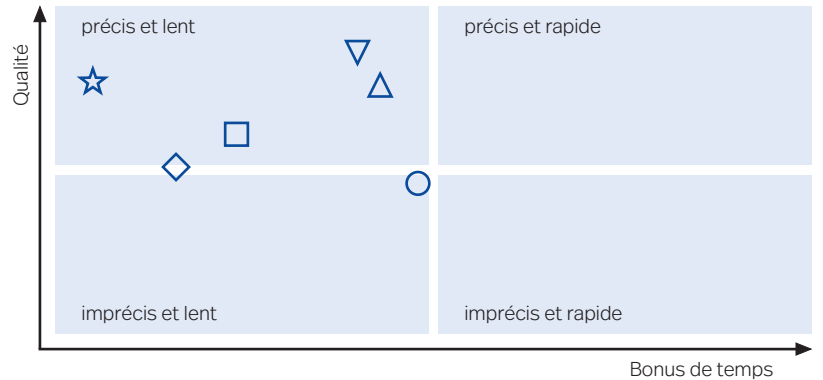 précis et lent
précis et rapide
Qualité
imprécis et lent
imprécis et rapide
Bonus de temps